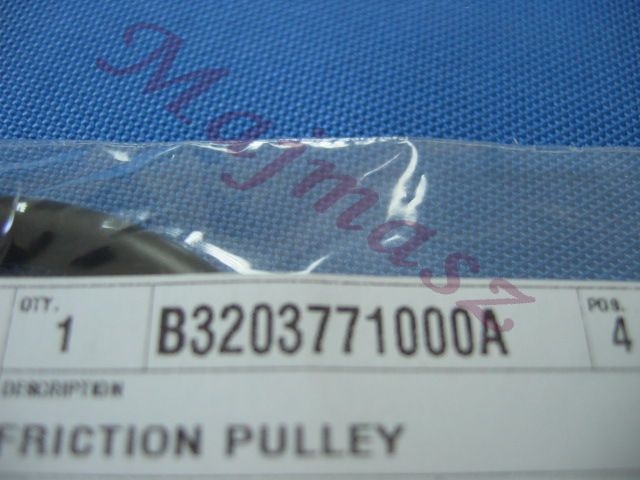 Majmasz
QTY.
1
B3203771000A
POS.
4
DESCRIPTION
FRICTION PULLEY